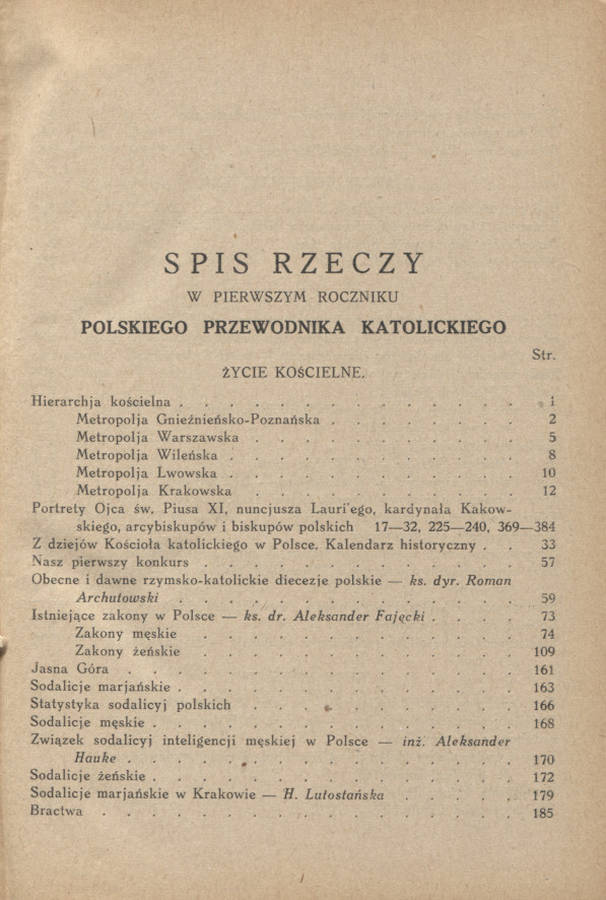 SPIS RZECZY
W PIERWSZYM ROCZNIKU
POLSKIEGO PRZEWODNIKA KATOLICKIEGO
Str.
ŻYCIE KOŚCIELNE.
Hierarchja kościelna . . . . . . . . . . . . . 1
Metropolja Gnieźnieńsko-Poznańska . . . . . . . . 2
Metropolja Warszawska . . . . . . . . . . . 5
Metropolja Wileńska . . . . . . . . . . . . 8
Metropolja Lwowska . . . . . . . . . . . . 10
Metropolja Krakowska . . . . . . . . . . . 12
Portrety Ojca św. Piusa XI, nuncjusza Lauri'ego, kardynała Kakow-
skiego, arcybiskupów i biskupów polskich 17—32, 225—240, 369—384
Z dziejów Kościoła katolickiego w Polsce. Kalendarz historyczny . . 33
Nasz pierwszy konkurs . . . . . . . . . . . . . 57
Obecne i dawne rzymsko-katolickie diecezje polskie — ks. dyr. Roman
Archutowski . . . . . . . . . . . . . . 59
Istniejące zakony w Polsce — ks. dr. Aleksander Fajęcki . . . . 73
Zakony męskie . . . . . . . . . . . . . 74
Zakony żeńskie . . . . . . . . . . . . . 109
Jasna Góra . . . . . . . . . . . . . . . . 161
Sodalicje marjańskie . . . . . . . . . . . . . . 163
Statystyka sodalicyj polskich . . . . . . . . . . . 166
Sodalicje męskie . . . . . . . . . . . . . . . 168
Związek sodalicyj inteligencji męskiej w Polsce — inż. Aleksander
Hauke . . . . . . . . . . . . . . . . 170
Sodalicje żeńskie . . . . . . . . . . . . . . . 172
Sodalicje marjańskie w Krakowie — H. Lutostańska . . . . . 179
Bractwa . . . . . . . . . . . . . . . . . 185